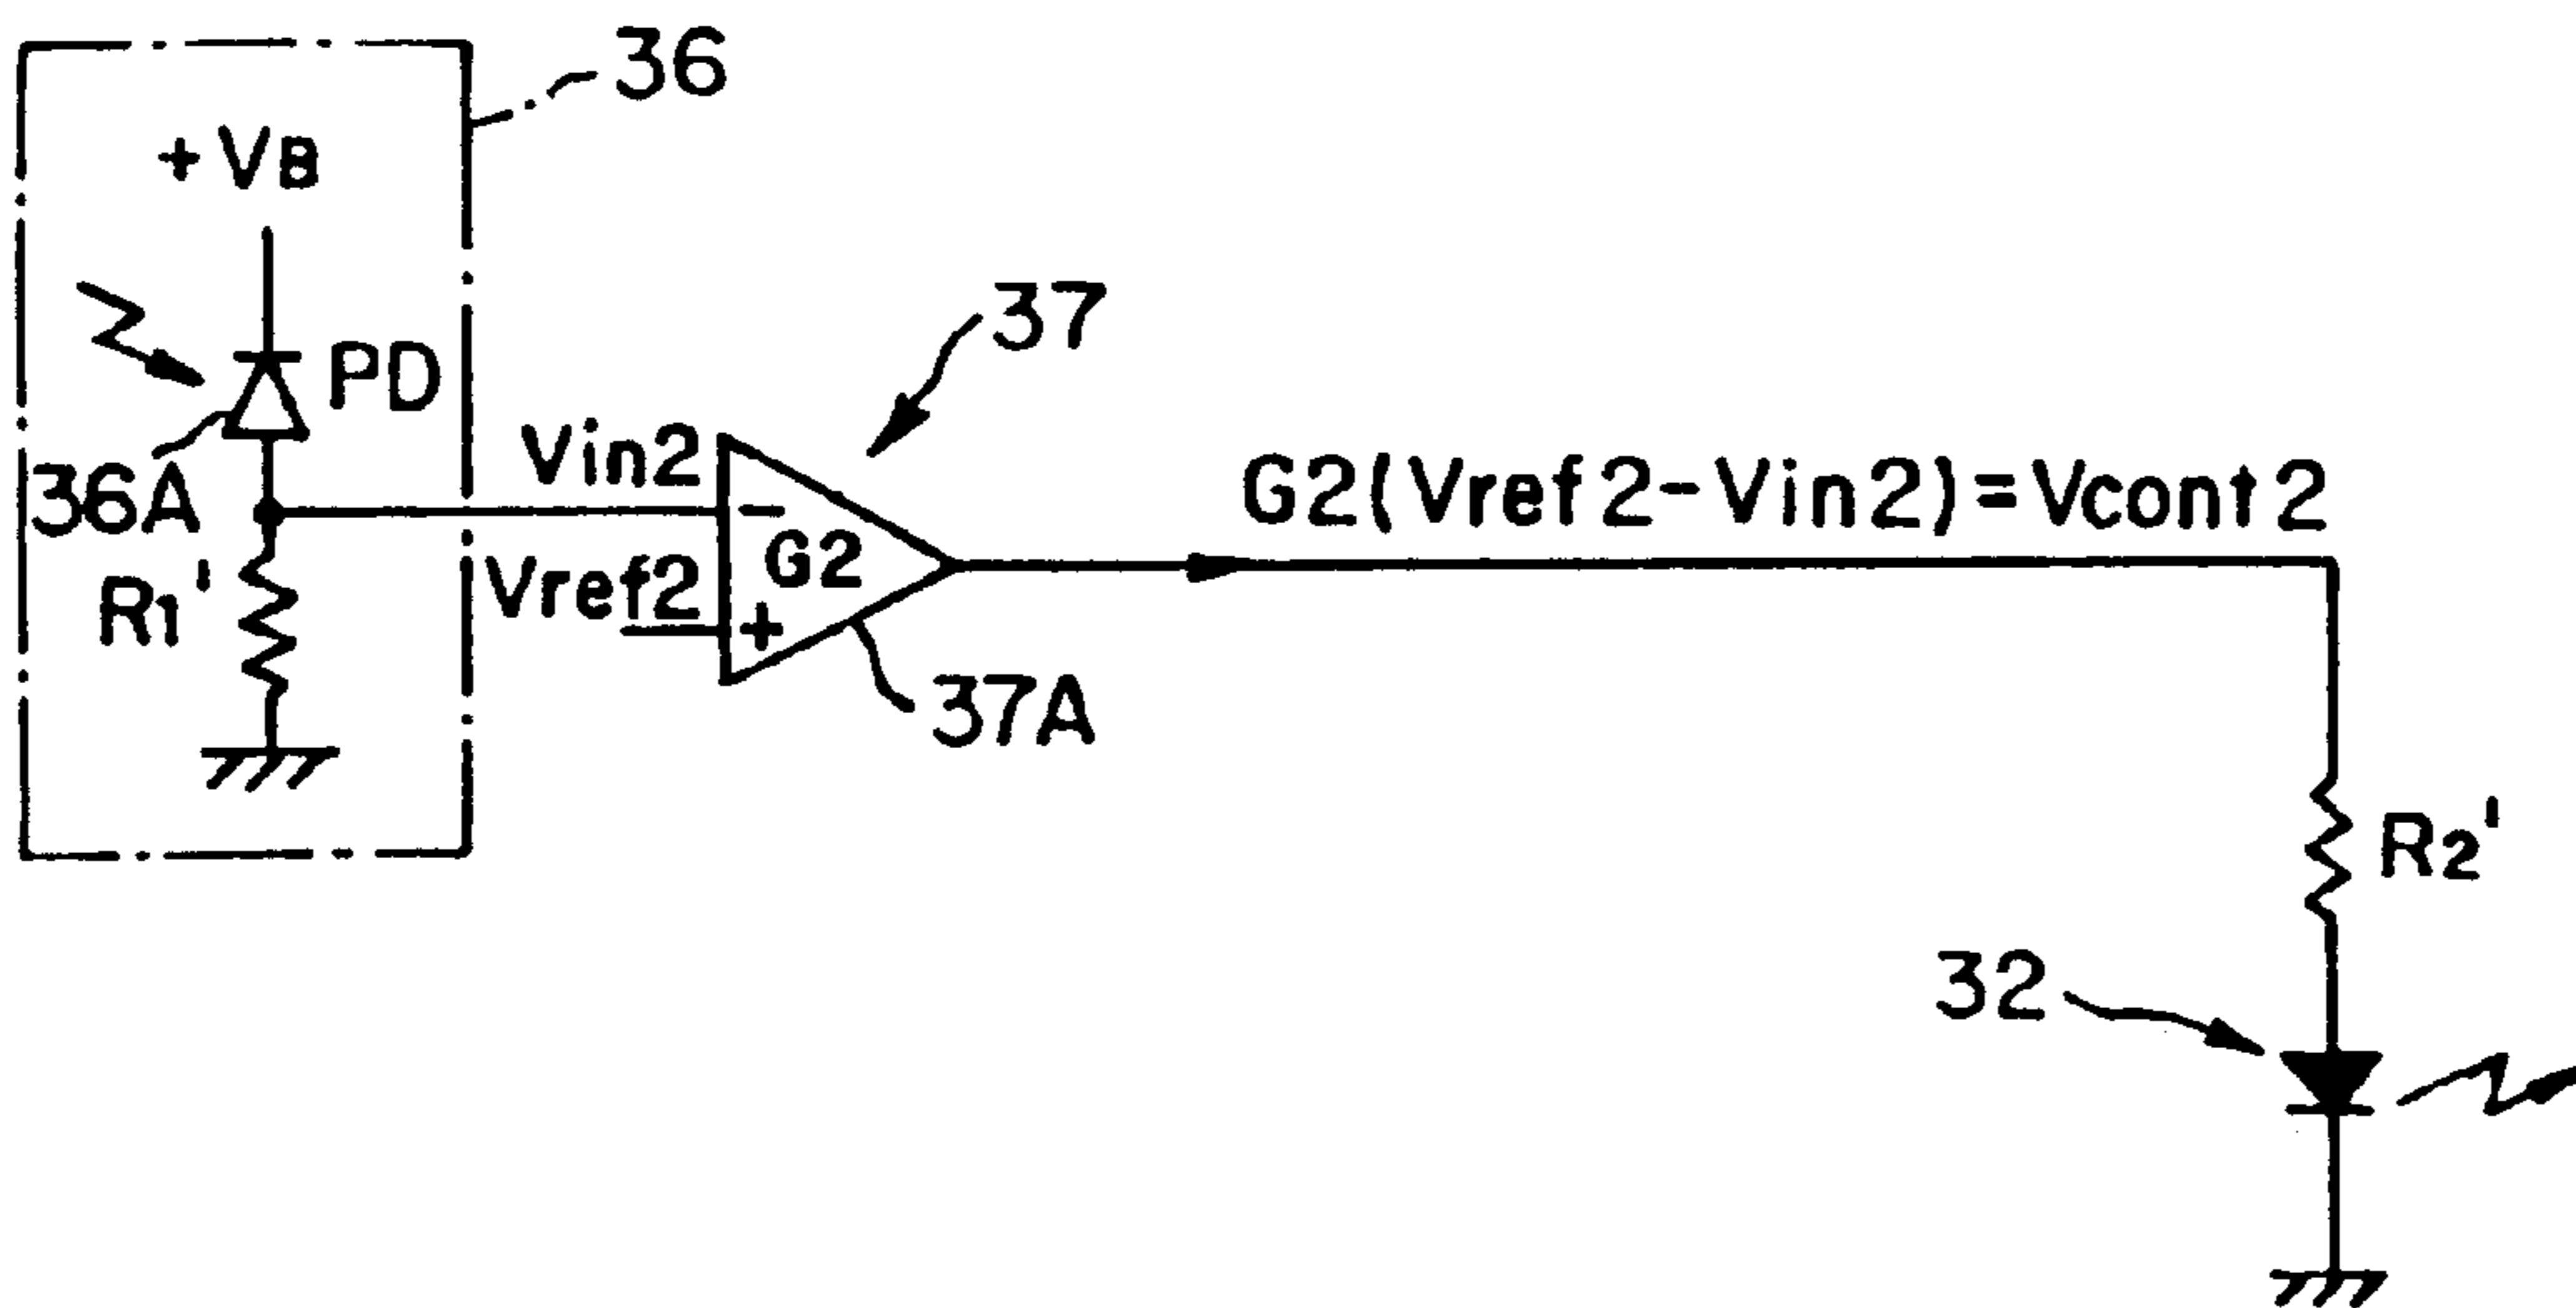 36
+VB
PD
36A
R1'
Vin2
-
G2
Vref2
+
37
37A
G2(Vref2-Vin2)=Vcont2
R2'
32